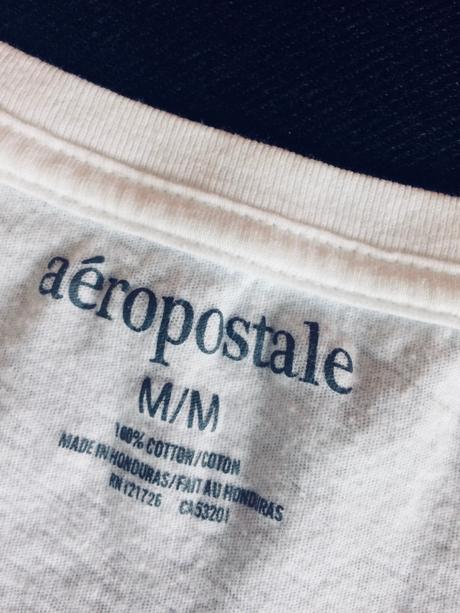 aéropostale
M/M
100% COTTON/COTON
MADE IN HONDURAS/FAIT AU HONDURAS
RN 121726 CA53201